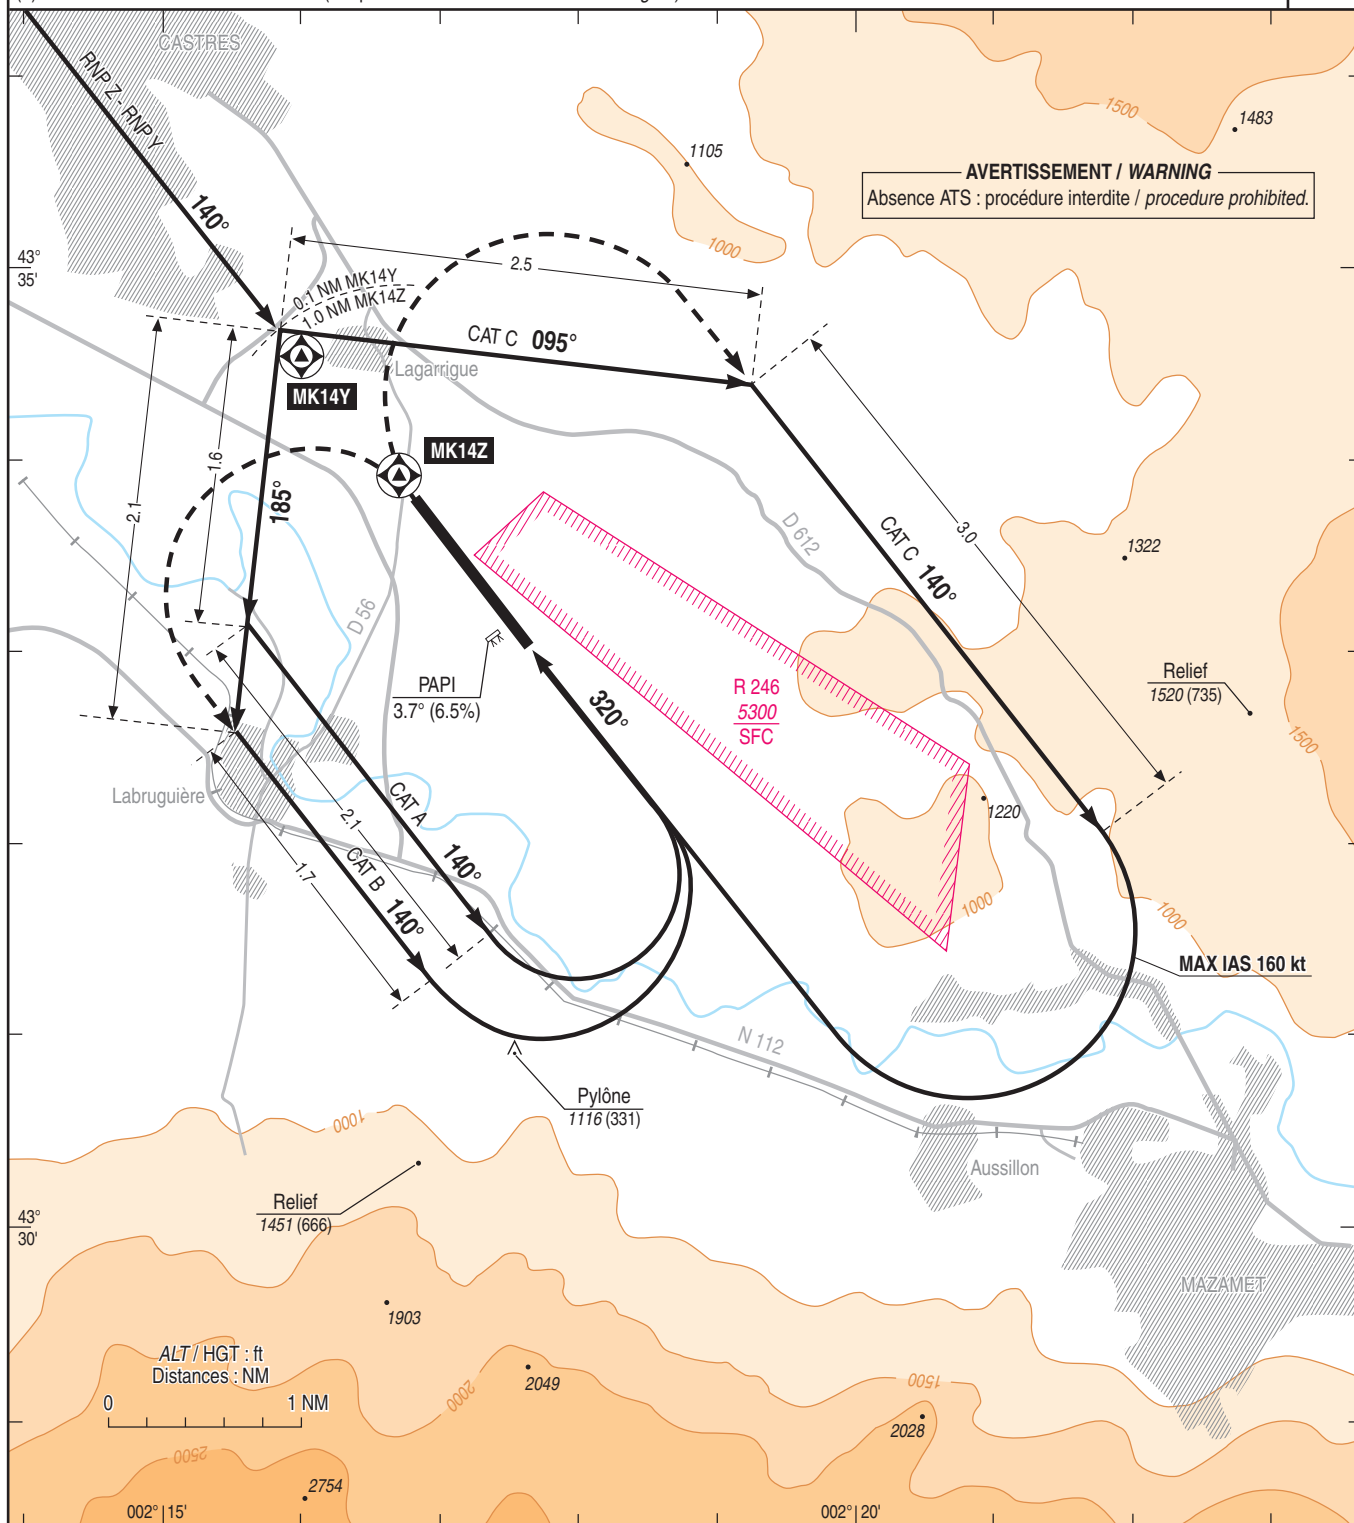 CASTRES
RNP Z - RNP Y
140°
1500
1483
1105
1000
AVERTISSEMENT / WARNING
Absence ATS : procédure interdite / procedure prohibited.
43°
35'
2.5
0.1 NM MK14Y
1.0 NM MK14Z
CAT C 095°
Lagarrigue
MK14Y
MK14Z
1.6
2.1
185°
D 612
3.0
CAT C 140°
1322
D 56
PAPI
3.7° (6.5%)
320°
R 246
5300
SFC
Relief
1520 (735)
1500
Labruguière
CAT A 140°
2.1
1.7
CAT B 140°
1220
1000
1000
MAX IAS 160 kt
N 112
Pylône
1116 (331)
1000
Aussillon
Relief
1451 (666)
43°
30'
MAZAMET
1903
ALT / HGT : ft
Distances : NM
0 1 NM
2049
2000
1500
2028
2500
2754
002° 15'
002° 20'